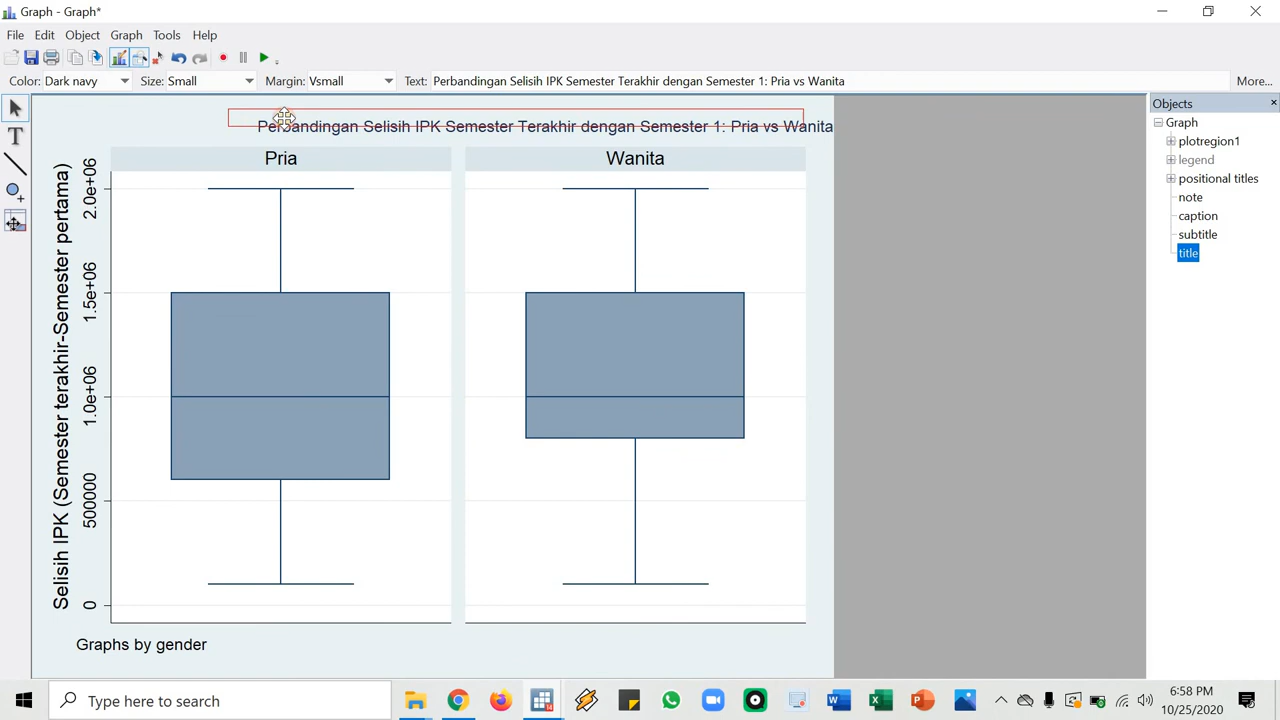 Graph - Graph*
File Edit Object Graph Tools Help
Color: Dark navy Size: Small Margin: Vsmall Text: Perbandingan Selisih IPK Semester Terakhir dengan Semester 1: Pria vs Wanita More...
Perbandingan Selisih IPK Semester Terakhir dengan Semester 1: Pria vs Wanita
Pria Wanita
Selisih IPK (Semester terakhir-Semester pertama)
2.0e+06
1.5e+06
1.0e+06
500000
0
Graphs by gender
Objects
Graph
plotregion1
legend
positional titles
note
caption
subtitle
title
T
Type here to search
14
6:58 PM
10/25/2020